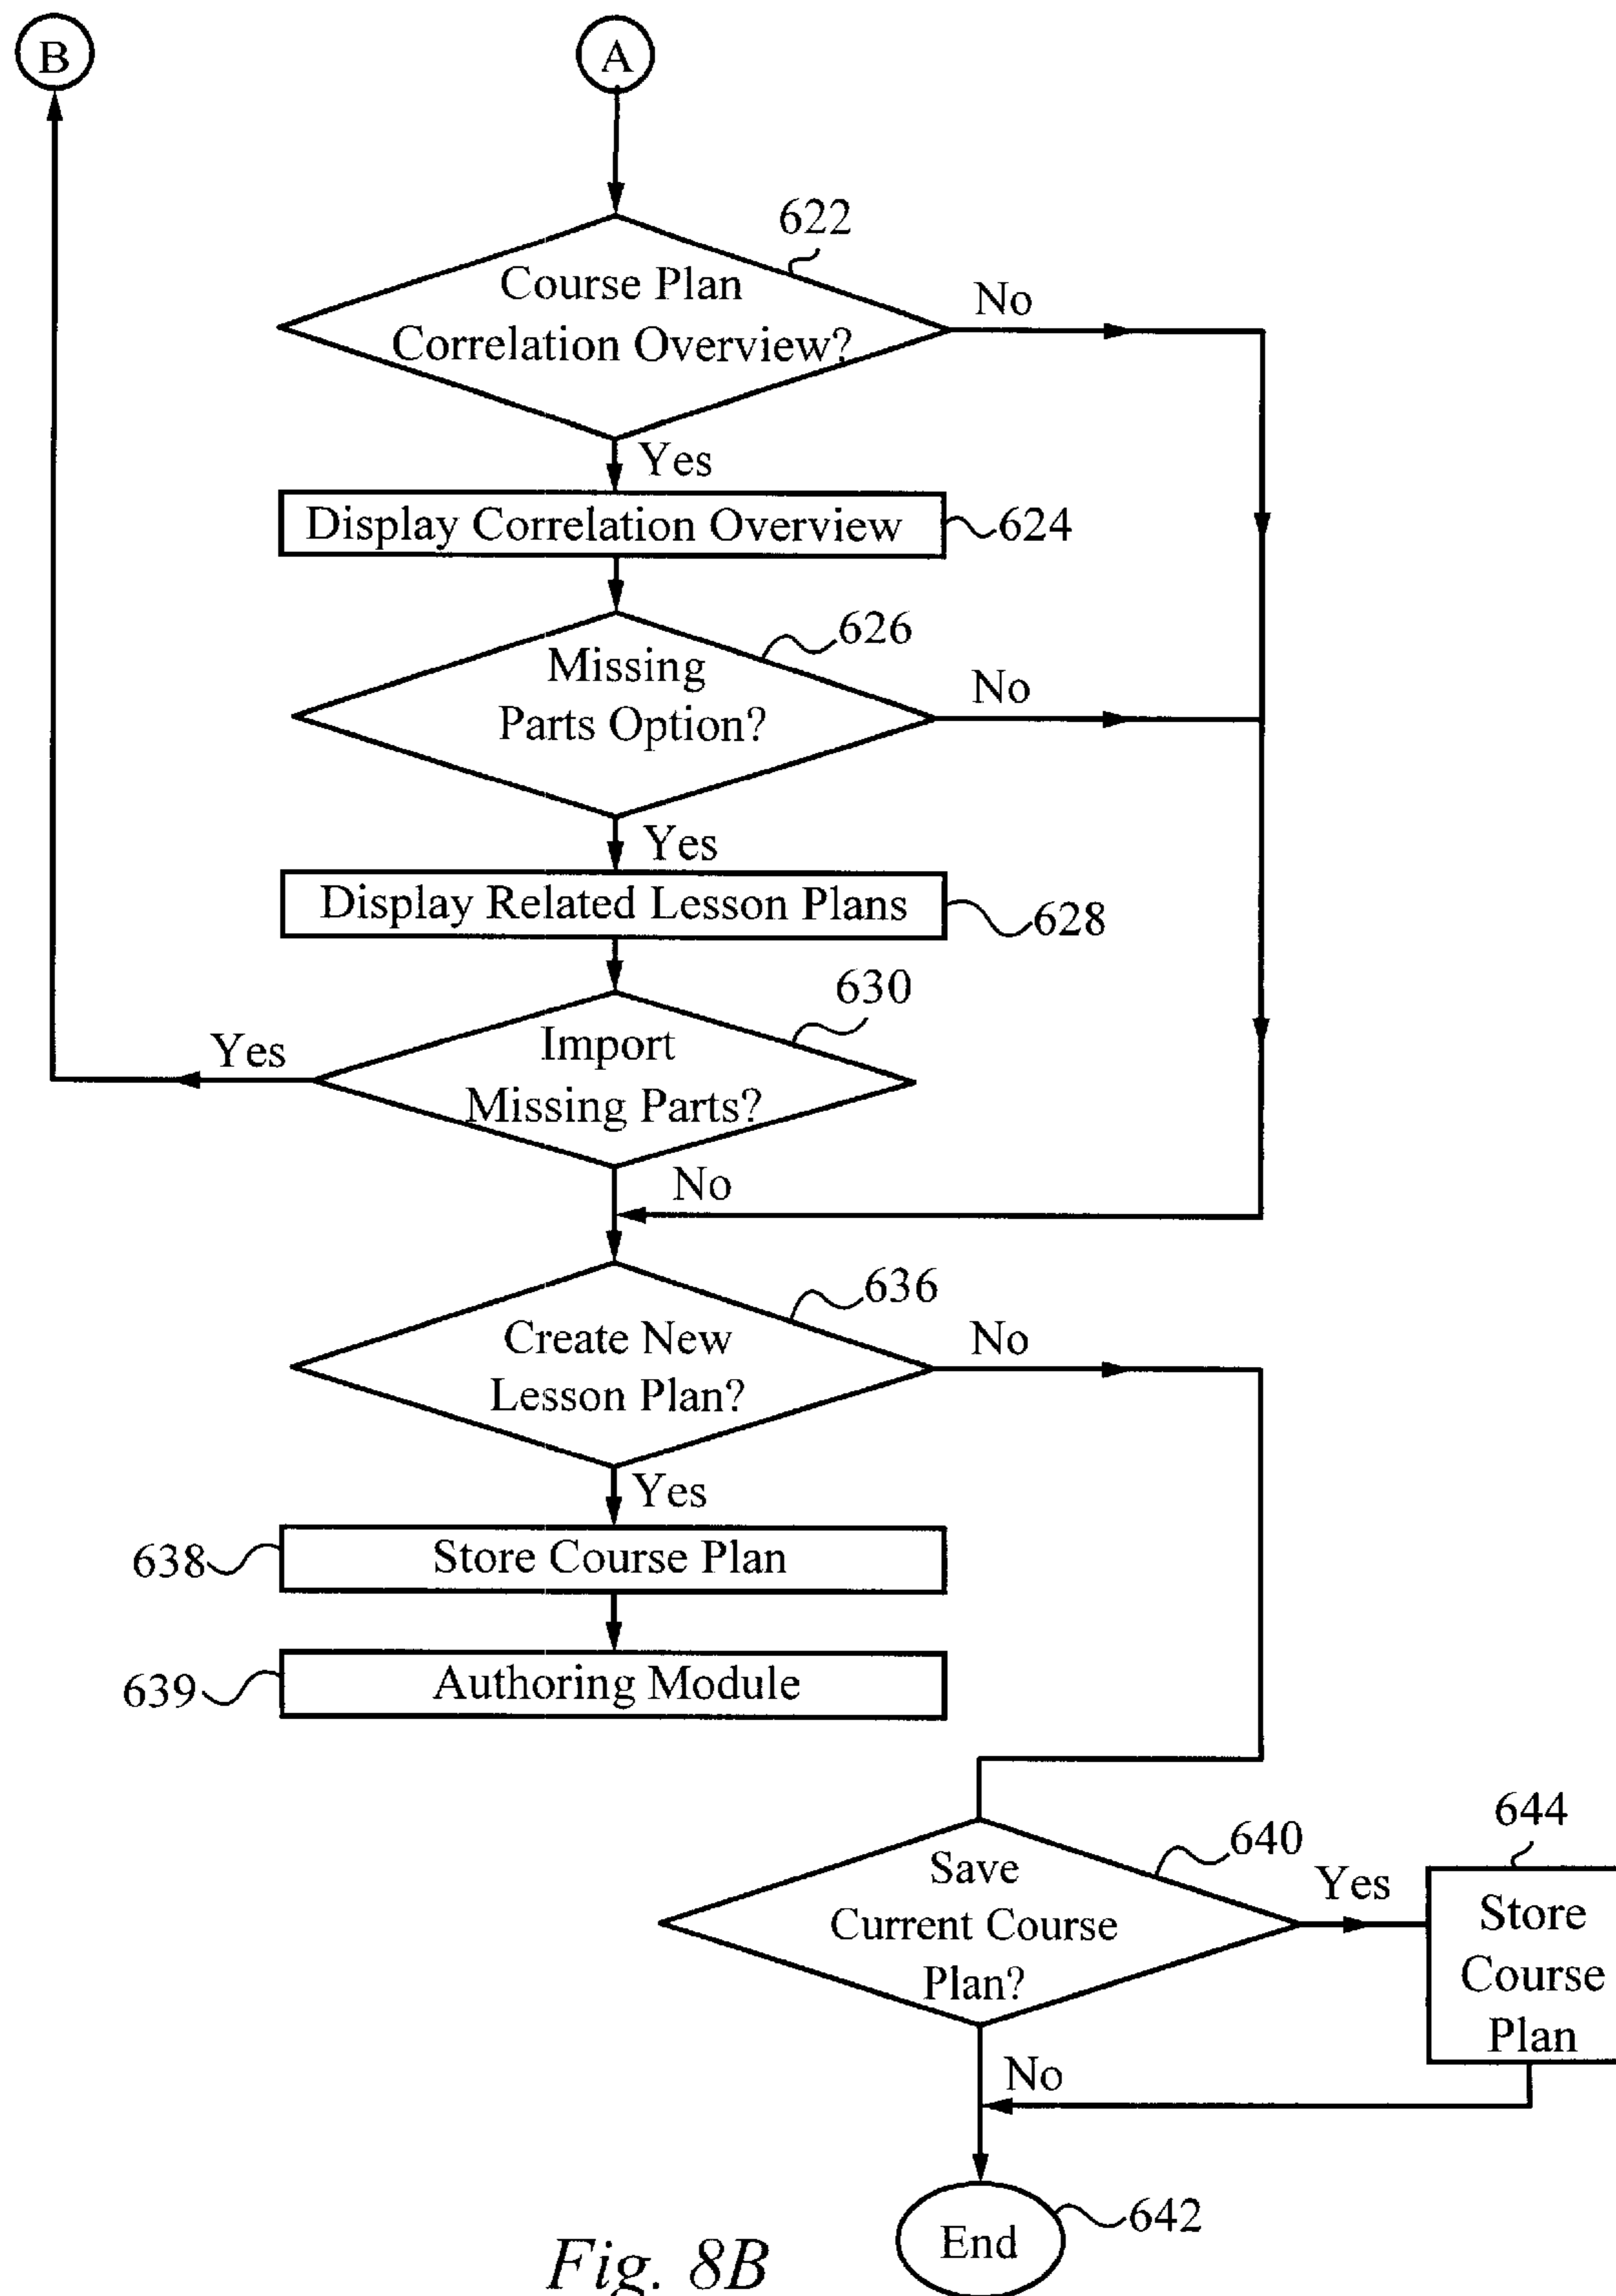 B
A
622
Course Plan
Correlation Overview?
No
Yes
Display Correlation Overview
624
626
Missing
Parts Option?
No
Yes
Display Related Lesson Plans
628
630
Import
Missing Parts?
Yes
No
636
Create New
Lesson Plan?
No
Yes
638
Store Course Plan
639
Authoring Module
640
Save
Current Course
Plan?
Yes
644
Store
Course
Plan
No
End
642
Fig. 8B